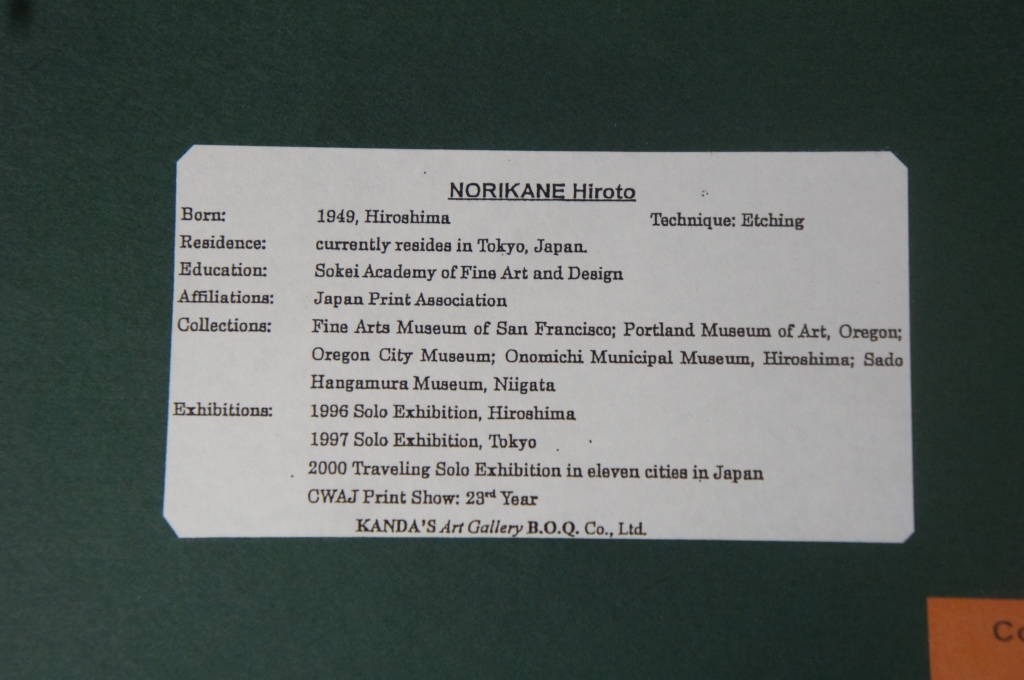 NORIKANE Hiroto
Born: 1949, Hiroshima Technique: Etching
Residence: currently resides in Tokyo, Japan.
Education: Sokei Academy of Fine Art and Design
Affiliations: Japan Print Association
Collections: Fine Arts Museum of San Francisco; Portland Museum of Art, Oregon;
Oregon City Museum; Onomichi Municipal Museum, Hiroshima; Sado
Hangamura Museum, Niigata
Exhibitions: 1996 Solo Exhibition, Hiroshima
1997 Solo Exhibition, Tokyo
2000 Traveling Solo Exhibition in eleven cities in Japan
CWAJ Print Show: 23rd Year
KANDA'S Art Gallery B.O.Q. Co., Ltd.